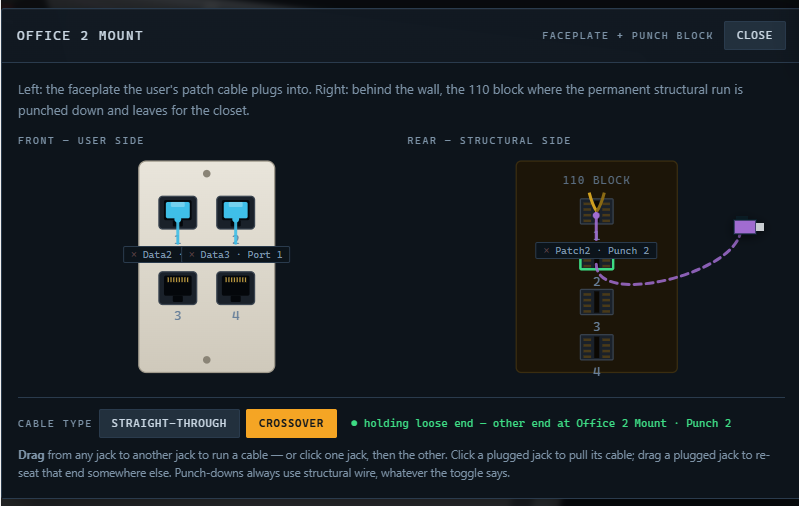 OFFICE 2 MOUNT
FACEPLATE + PUNCH BLOCK
CLOSE
Left: the faceplate the user's patch cable plugs into. Right: behind the wall, the 110 block where the permanent structural run is
punched down and leaves for the closet.
FRONT — USER SIDE
REAR — STRUCTURAL SIDE
110 BLOCK
2
× Data2 ·
× Data3 · Port 1
× Patch2 · Punch 2
2
3
4
3
4
CABLE TYPE
STRAIGHT-THROUGH
CROSSOVER
● holding loose end — other end at Office 2 Mount · Punch 2
Drag from any jack to another jack to run a cable — or click one jack, then the other. Click a plugged jack to pull its cable; drag a plugged jack to re-
seat that end somewhere else. Punch-downs always use structural wire, whatever the toggle says.